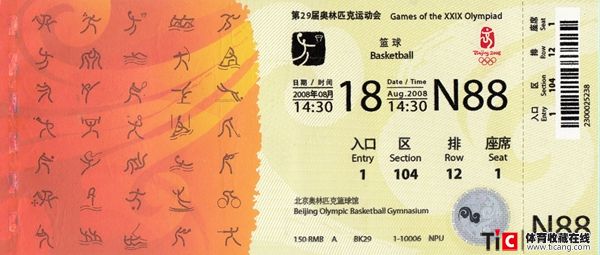 第29届奥林匹克运动会 Games of the XXIX Olympiad
篮球
Basketball
Beijing 2008
日期 / 时间 Date / Time
2008年08月 18 Aug.2008
14:30 14:30
N88
入口 区 排 座席
Entry Section Row Seat
1 104 12 1
北京奥林匹克篮球馆
Beijing Olympic Basketball Gymnasium
150 RMB A BK29 1-10006 NPU
座席 Seat 1
排 Row 12
区 Section 104
入口 Entry 1
2300025238
N88
TiC 体育收藏在线
www.ticang.com